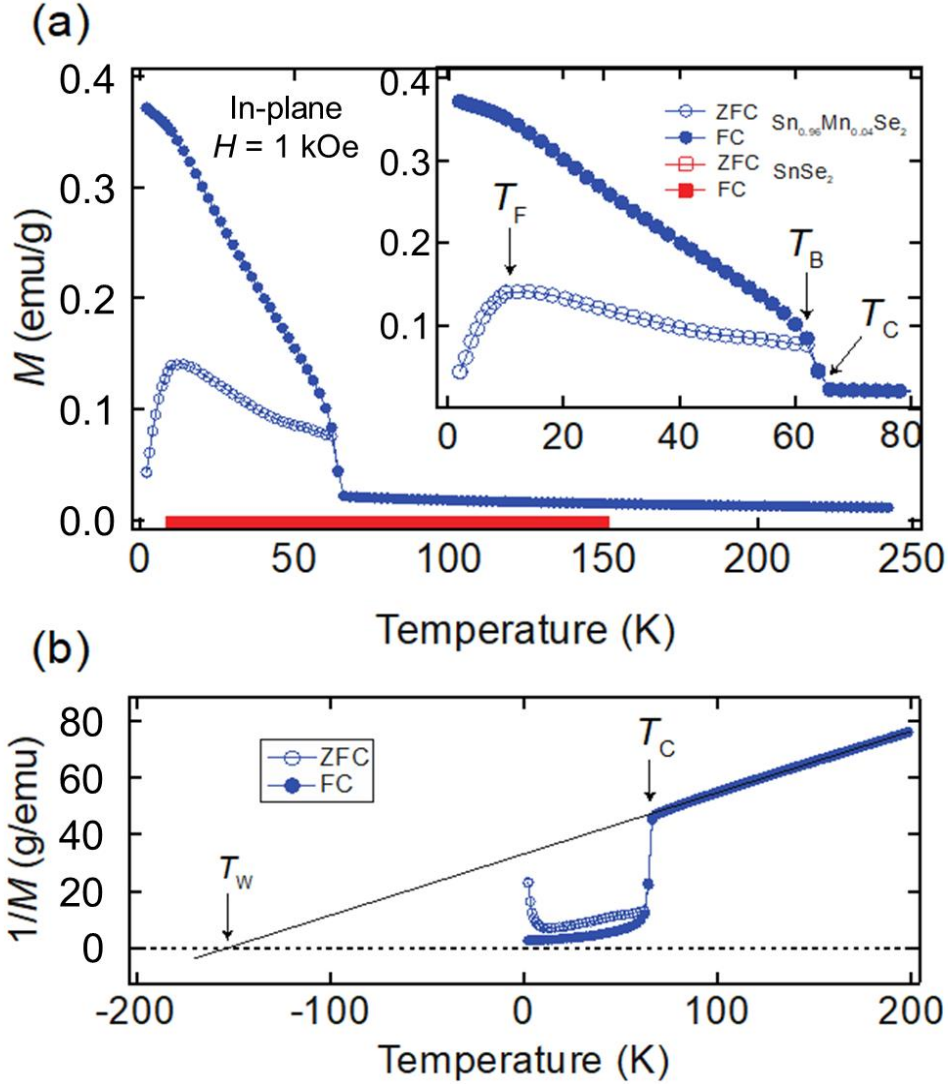 (a)
0.4
0.3
0.2
0.1
0.0
M (emu/g)
In-plane
H = 1 kOe
0.4
0.3
0.2
0.1
ZFC
FC
Sn0.96Mn0.04Se2
ZFC
FC
SnSe2
TF
TB
TC
0 20 40 60 80
0 50 100 150 200 250
Temperature (K)
(b)
80
60
40
20
0
1/M (g/emu)
ZFC
FC
TC
TW
-200 -100 0 100 200
Temperature (K)